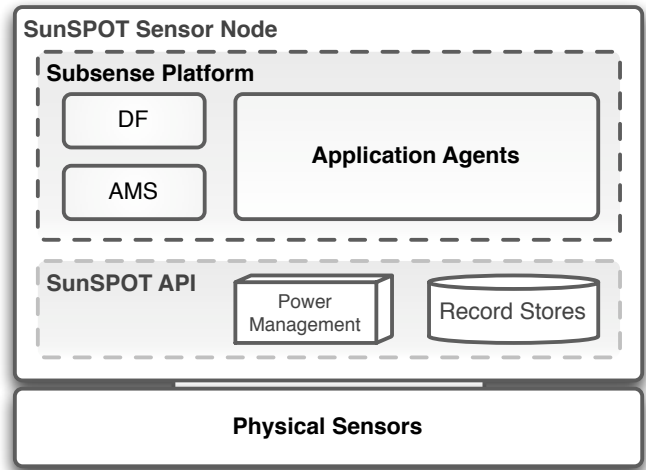 SunSPOT Sensor Node
Subsense Platform
DF
AMS
Application Agents
SunSPOT API
Power
Management
Record Stores
Physical Sensors